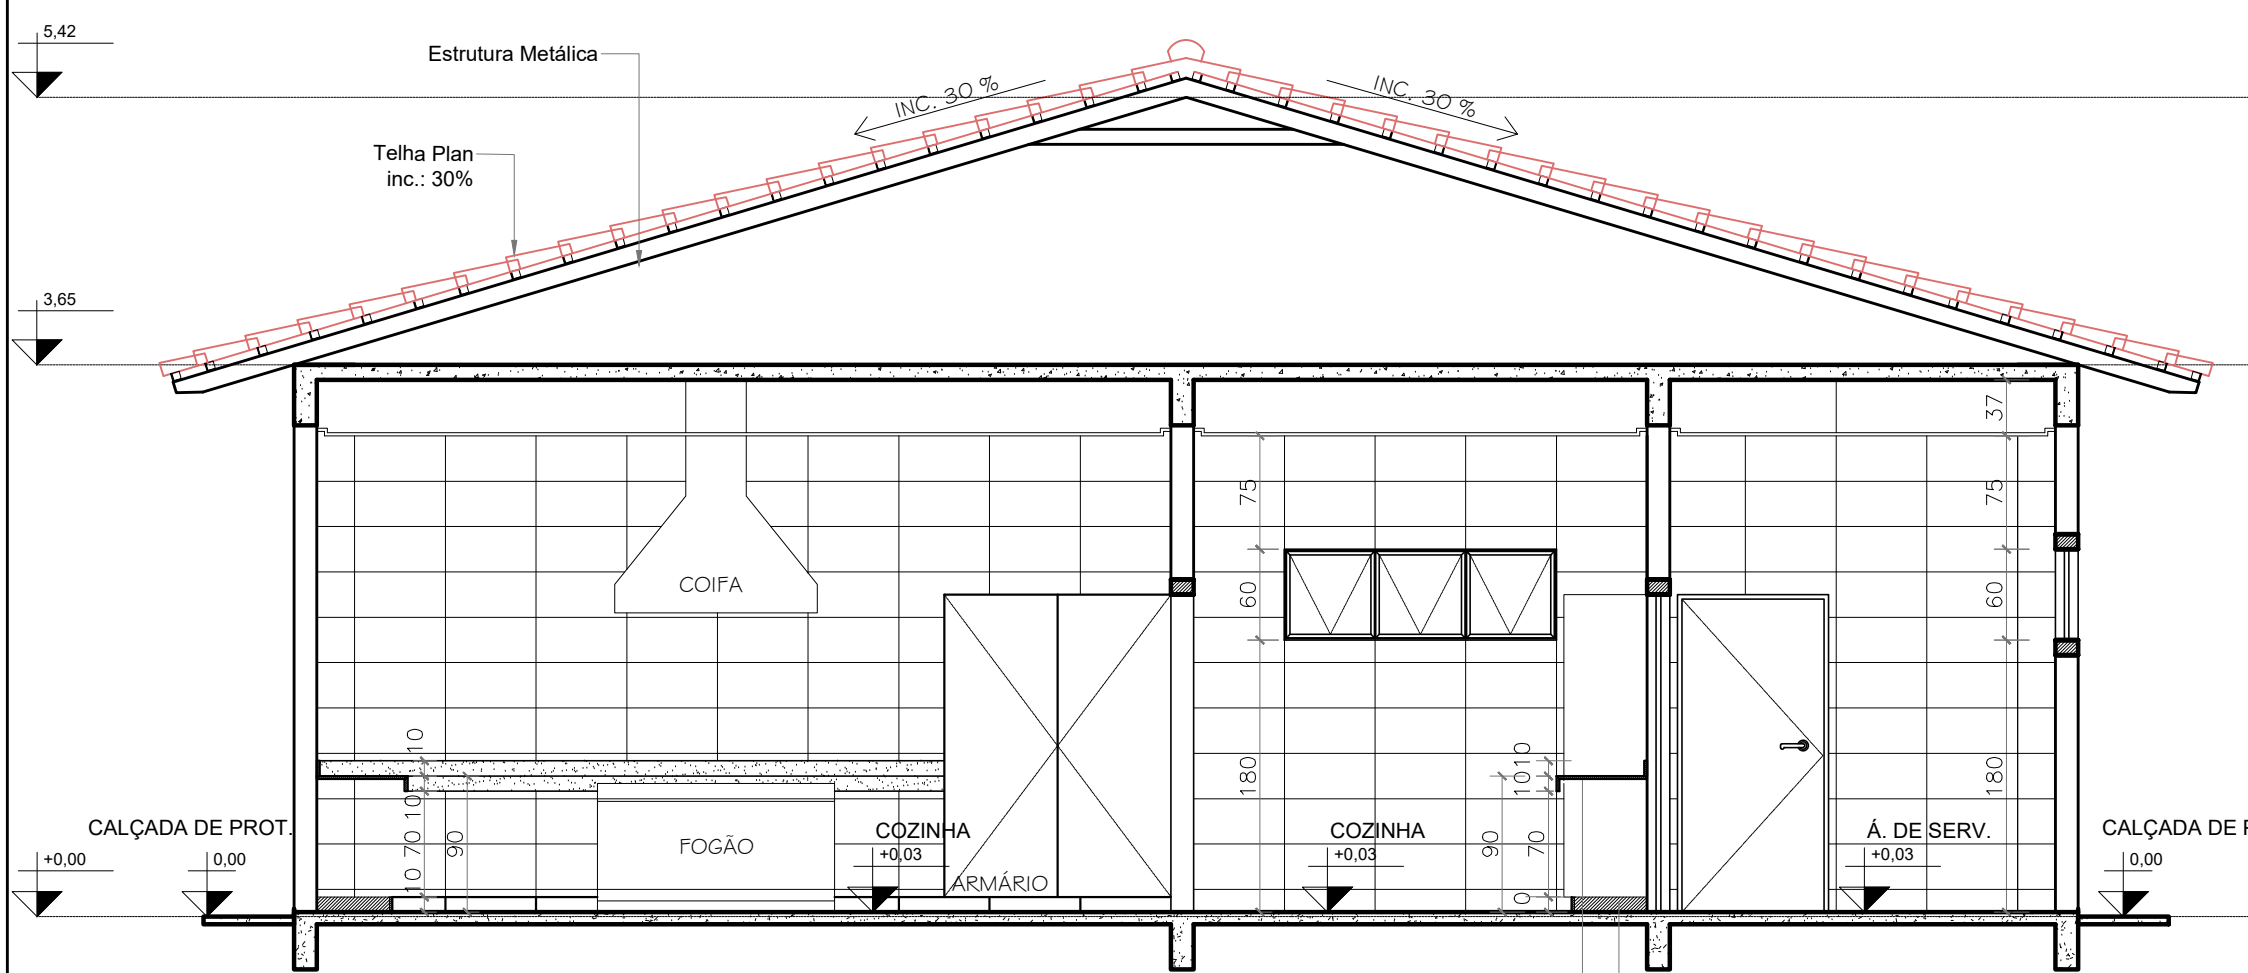 5,42
Estrutura Metálica
INC. 30 %
INC. 30 %
Telha Plan
inc.: 30%
3,65
37
75
75
60
60
COIFA
10
10
180
180
10
10
CALÇADA DE PROT.
COZINHA
COZINHA
Á. DE SERV.
CALÇADA DE P
FOGÃO
70
90
90
70
+0,00
0,00
+0,03
+0,03
+0,03
0,00
10
ARMÁRIO
0